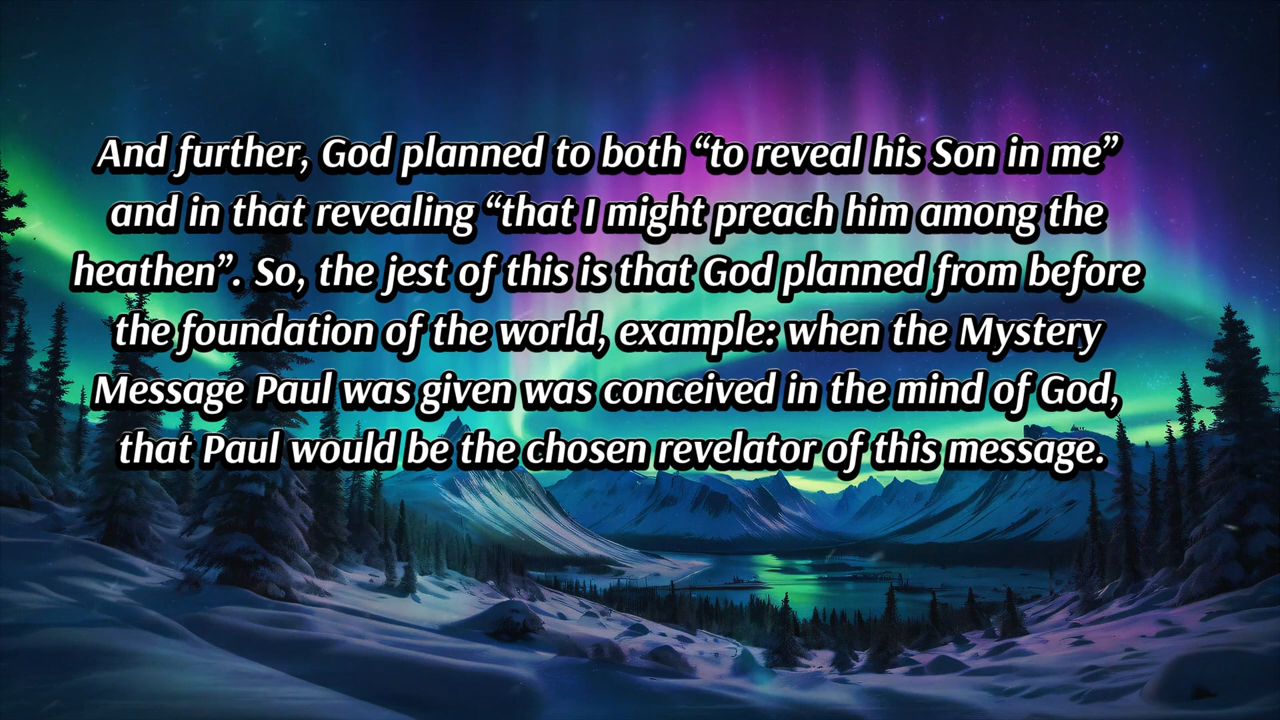 And further, God planned to both “to reveal his Son in me”
and in that revealing “that I might preach him among the
heathen”. So, the jest of this is that God planned from before
the foundation of the world, example: when the Mystery
Message Paul was given was conceived in the mind of God,
that Paul would be the chosen revelator of this message.